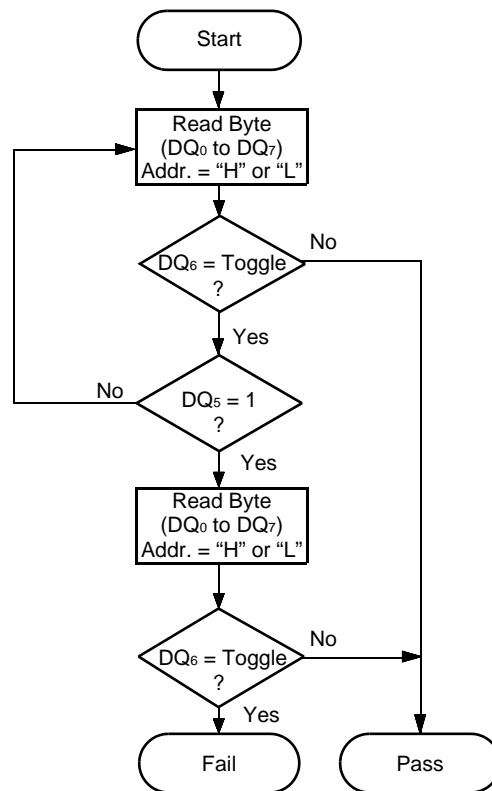 Start
Read Byte
(DQ0 to DQ7)
Addr. = “H” or “L”
No
DQ6 = Toggle
?
Yes
No
DQ5 = 1
?
Yes
Read Byte
(DQ0 to DQ7)
Addr. = “H” or “L”
No
DQ6 = Toggle
?
Yes
Fail
Pass